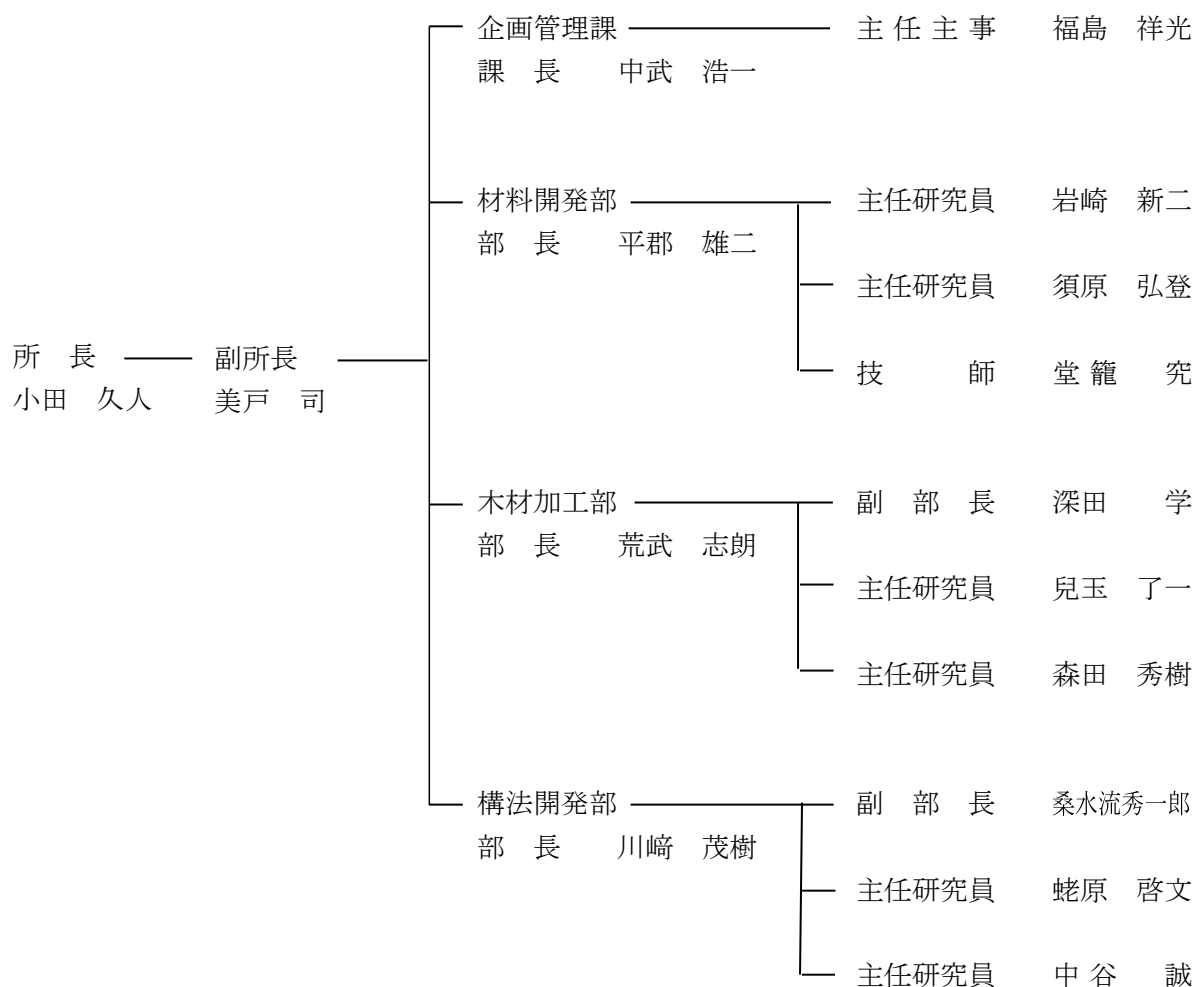 企画管理課 主任主事 福島 祥光
課 長 中武 浩一
材料開発部 主任研究員 岩崎 新二
部 長 平郡 雄二
主任研究員 須原 弘登
所 長 副所長
技 師 堂籠 究
小田 久人 美戸 司
木材加工部 副部長 深田 学
部 長 荒武 志朗
主任研究員 兒玉 了一
主任研究員 森田 秀樹
構法開発部 副部長 桑水流秀一郎
部 長 川﨑 茂樹
主任研究員 蛯原 啓文
主任研究員 中谷 誠